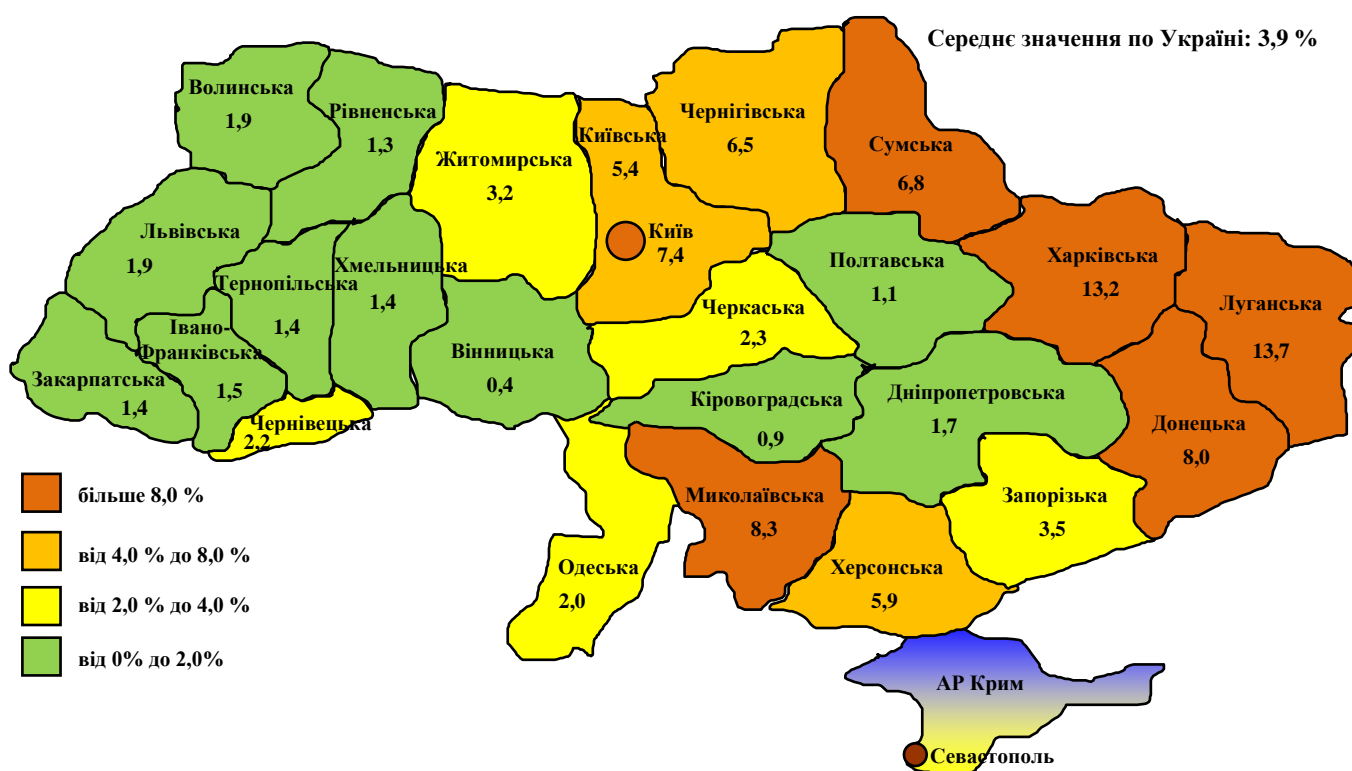 Середнє значення по Україні: 3,9 %
Волинська
1,9
Рівненська
1,3
Житомирська
3,2
Київська
5,4
Київ
7,4
Чернігівська
6,5
Сумська
6,8
Львівська
1,9
Тернопільська
1,4
Хмельницька
1,4
Полтавська
1,1
Харківська
13,2
Луганська
13,7
Черкаська
2,3
Івано-
Франківська
1,5
Закарпатська
1,4
Вінницька
0,4
Чернівецька
2,2
Кіровоградська
0,9
Дніпропетровська
1,7
Донецька
8,0
Миколаївська
8,3
Запорізька
3,5
Одеська
2,0
Херсонська
5,9
АР Крим
Севастополь
більше 8,0 %
від 4,0 % до 8,0 %
від 2,0 % до 4,0 %
від 0% до 2,0%